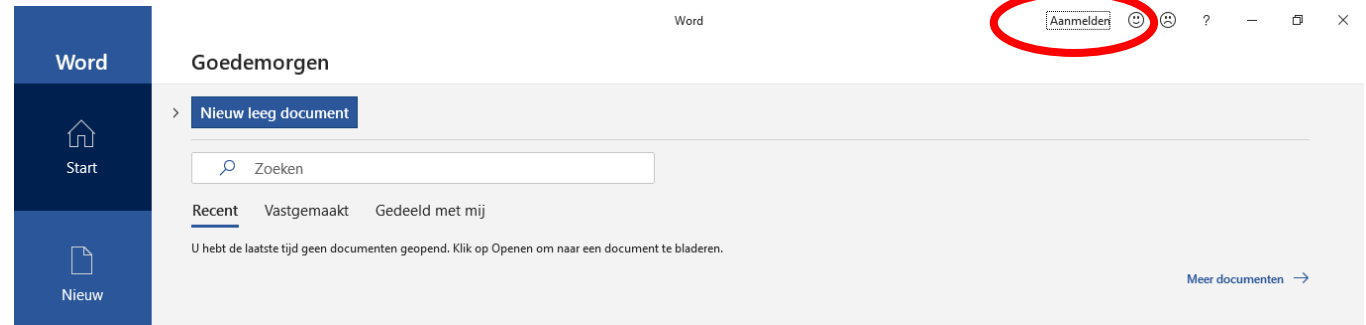 Word
Aanmelden
?
Word
Goedemorgen
Nieuw leeg document
Start
Zoeken
Recent Vastgemaakt Gedeeld met mij
U hebt de laatste tijd geen documenten geopend. Klik op Openen om naar een document te bladeren.
Meer documenten
Nieuw